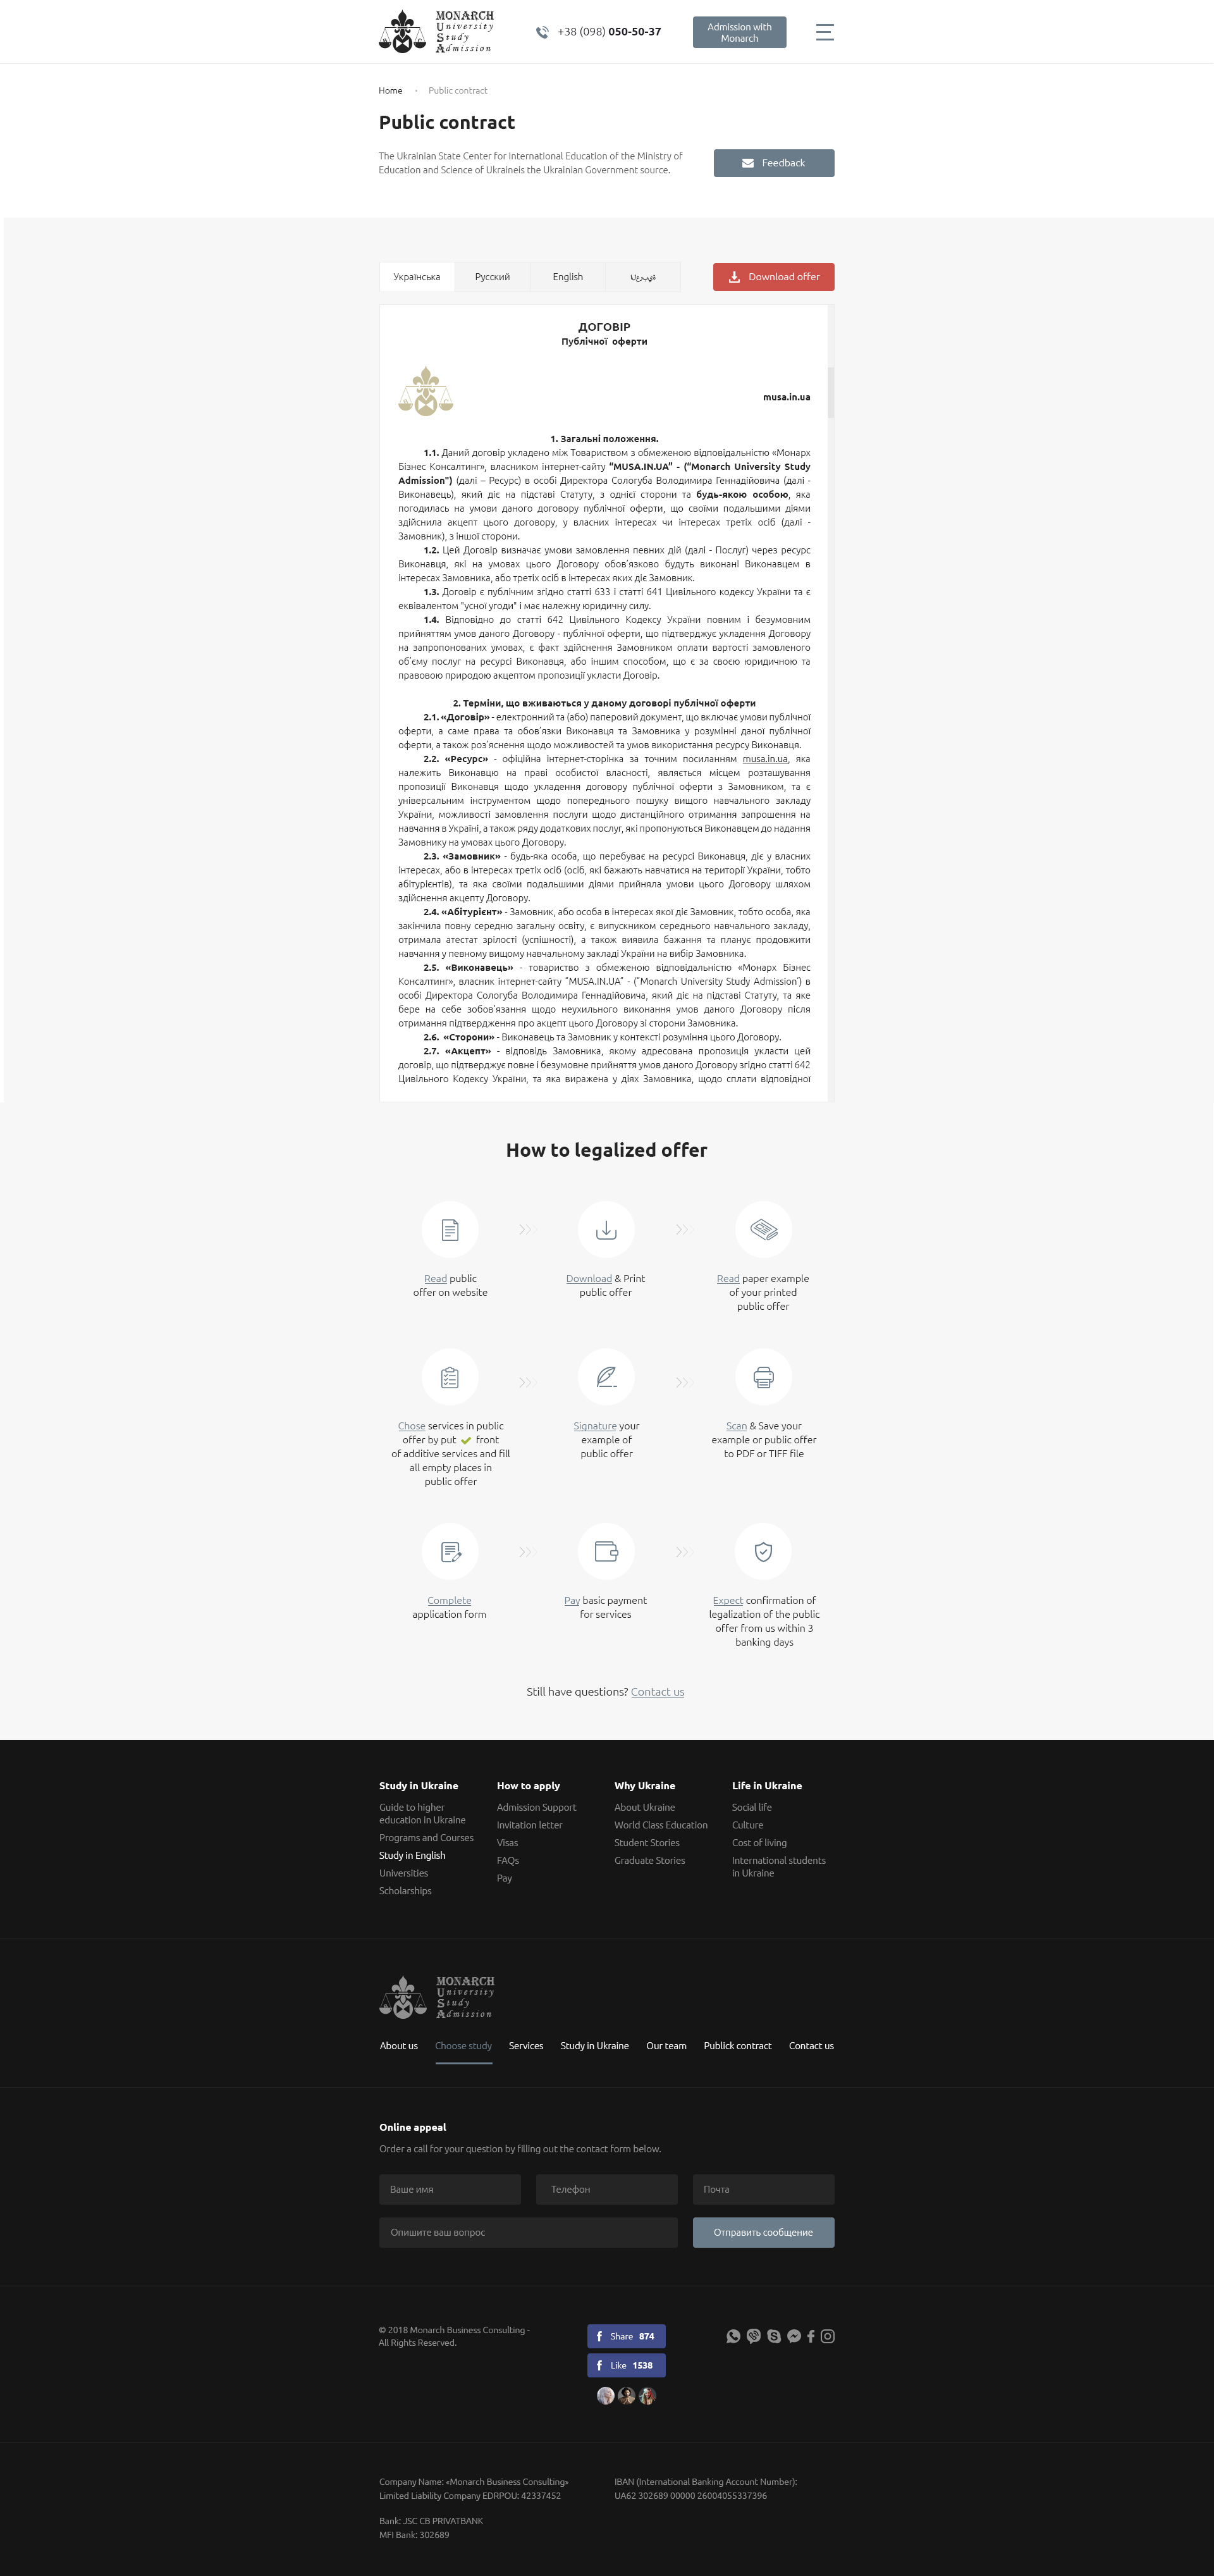 MONARCH
University
Study
Admission
+38 (098) 050-50-37
Admission with
Monarch
Home • Public contract
Public contract
The Ukrainian State Center for International Education of the Ministry of
Education and Science of Ukraineis the Ukrainian Government source.
Feedback
Українська Русский English
Download offer
ДОГОВІР
Публічної оферти
musa.in.ua
1. Загальні положення.
1.1. Даний договір укладено між Товариством з обмеженою відповідальністю «Монарх
Бізнес Консалтинг», власником інтернет-сайту “MUSA.IN.UA” - (“Monarch University Study
Admission”) (далі – Ресурс) в особі Директора Сологуба Володимира Геннадійовича (далі -
Виконавець), який діє на підставі Статуту, з однієї сторони та будь-якою особою, яка
погодилась на умови даного договору публічної оферти, що своїми подальшими діями
здійснила акцепт цього договору, у власних інтересах чи інтересах третіх осіб (далі -
Замовник), з іншої сторони.
1.2. Цей Договір визначає умови замовлення певних дій (далі - Послуг) через ресурс
Виконавця, які на умовах цього Договору обов’язково будуть виконані Виконавцем в
інтересах Замовника, або третіх осіб в інтересах яких діє Замовник.
1.3. Договір є публічним згідно статті 633 і статті 641 Цивільного кодексу України та є
еквівалентом "усної угоди" і має належну юридичну силу.
1.4. Відповідно до статті 642 Цивільного Кодексу України повним і безумовним
прийняттям умов даного Договору - публічної оферти, що підтверджує укладення Договору
на запропонованих умовах, є факт здійснення Замовником оплати вартості замовленого
об’єму послуг на ресурсі Виконавця, або іншим способом, що є за своєю юридичною та
правовою природою акцептом пропозиції укласти Договір.
2. Терміни, що вживаються у даному договорі публічної оферти
2.1. «Договір» - електронний та (або) паперовий документ, що включає умови публічної
оферти, а саме права та обов’язки Виконавця та Замовника у розумінні даної публічної
оферти, а також роз’яснення щодо можливостей та умов використання ресурсу Виконавця.
2.2. «Ресурс» - офіційна інтернет-сторінка за точним посиланням musa.in.ua, яка
належить Виконавцю на праві особистої власності, являється місцем розташування
пропозиції Виконавця щодо укладення договору публічної оферти з Замовником, та є
універсальним інструментом щодо попереднього пошуку вищого навчального закладу
України, можливості замовлення послуги щодо дистанційного отримання запрошення на
навчання в Україні, а також ряду додаткових послуг, які пропонуються Виконавцем до надання
Замовнику на умовах цього Договору.
2.3. «Замовник» - будь-яка особа, що перебуває на ресурсі Виконавця, діє у власних
інтересах, або в інтересах третіх осіб (осіб, які бажають навчатися на території України, тобто
абітурієнтів), та яка своїми подальшими діями прийняла умови цього Договору шляхом
здійснення акцепту Договору.
2.4. «Абітурієнт» - Замовник, або особа в інтересах якої діє Замовник, тобто особа, яка
закінчила повну середню загальну освіту, є випускником середнього навчального закладу,
отримала атестат зрілості (успішності), а також виявила бажання та планує продовжити
навчання у певному вищому навчальному закладі України на вибір Замовника.
2.5. «Виконавець» - товариство з обмеженою відповідальністю «Монарх Бізнес
Консалтинг», власник інтернет-сайту “MUSA.IN.UA” - (“Monarch University Study Admission’) в
особі Директора Сологуба Володимира Геннадійовича, який діє на підставі Статуту, та яке
бере на себе зобов’язання щодо неухильного виконання умов даного Договору після
отримання підтвердження про акцепт цього Договору зі сторони Замовника.
2.6. «Сторони» - Виконавець та Замовник у контексті розуміння цього Договору.
2.7. «Акцепт» - відповідь Замовника, якому адресована пропозиція укласти цей
договір, що підтверджує повне і безумовне прийняття умов даного Договору згідно статті 642
Цивільного Кодексу України, та яка виражена у діях Замовника, щодо сплати відповідної
How to legalized offer
Read public
offer on website
Download & Print
public offer
Read paper example
of your printed
public offer
Chose services in public
offer by put ✔ front
of additive services and fill
all empty places in
public offer
Signature your
example of
public offer
Scan & Save your
example or public offer
to PDF or TIFF file
Complete
application form
Pay basic payment
for services
Expect confirmation of
legalization of the public
offer from us within 3
banking days
Still have questions? Contact us
Study in Ukraine
Guide to higher
education in Ukraine
Programs and Courses
Study in English
Universities
Scholarships
How to apply
Admission Support
Invitation letter
Visas
FAQs
Pay
Why Ukraine
About Ukraine
World Class Education
Student Stories
Graduate Stories
Life in Ukraine
Social life
Culture
Cost of living
International students
in Ukraine
MONARCH
University
Study
Admission
About us Choose study Services Study in Ukraine Our team Publick contract Contact us
Online appeal
Order a call for your question by filling out the contact form below.
Ваше имя Телефон Почта
Опишите ваш вопрос Отправить сообщение
© 2018 Monarch Business Consulting -
All Rights Reserved.
Share 874
Like 1538
Company Name: «Monarch Business Consulting»
Limited Liability Company EDRPOU: 42337452
Bank: JSC CB PRIVATBANK
MFI Bank: 302689
IBAN (International Banking Account Number):
UA62 302689 00000 26004055337396